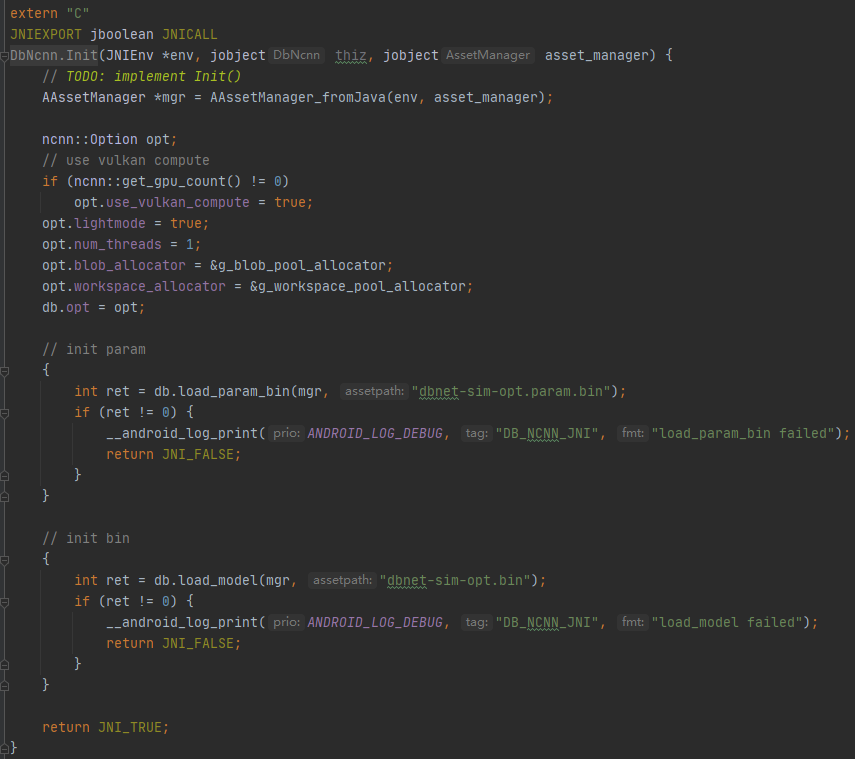 extern "C"
JNIEXPORT jboolean JNICALL
DbNcnn.Init(JNIEnv *env, jobject DbNcnn thiz, jobject AssetManager asset_manager) {
    // TODO: implement Init()
    AAssetManager *mgr = AAssetManager_fromJava(env, asset_manager);

    ncnn::Option opt;
    // use vulkan compute
    if (ncnn::get_gpu_count() != 0)
        opt.use_vulkan_compute = true;
    opt.lightmode = true;
    opt.num_threads = 1;
    opt.blob_allocator = &g_blob_pool_allocator;
    opt.workspace_allocator = &g_workspace_pool_allocator;
    db.opt = opt;

    // init param
    {
        int ret = db.load_param_bin(mgr, assetpath: "dbnet-sim-opt.param.bin");
        if (ret != 0) {
            __android_log_print( prio: ANDROID_LOG_DEBUG, tag: "DB_NCNN_JNI", fmt: "load_param_bin failed");
            return JNI_FALSE;
        }
    }

    // init bin
    {
        int ret = db.load_model(mgr, assetpath: "dbnet-sim-opt.bin");
        if (ret != 0) {
            __android_log_print( prio: ANDROID_LOG_DEBUG, tag: "DB_NCNN_JNI", fmt: "load_model failed");
            return JNI_FALSE;
        }
    }

    return JNI_TRUE;
}